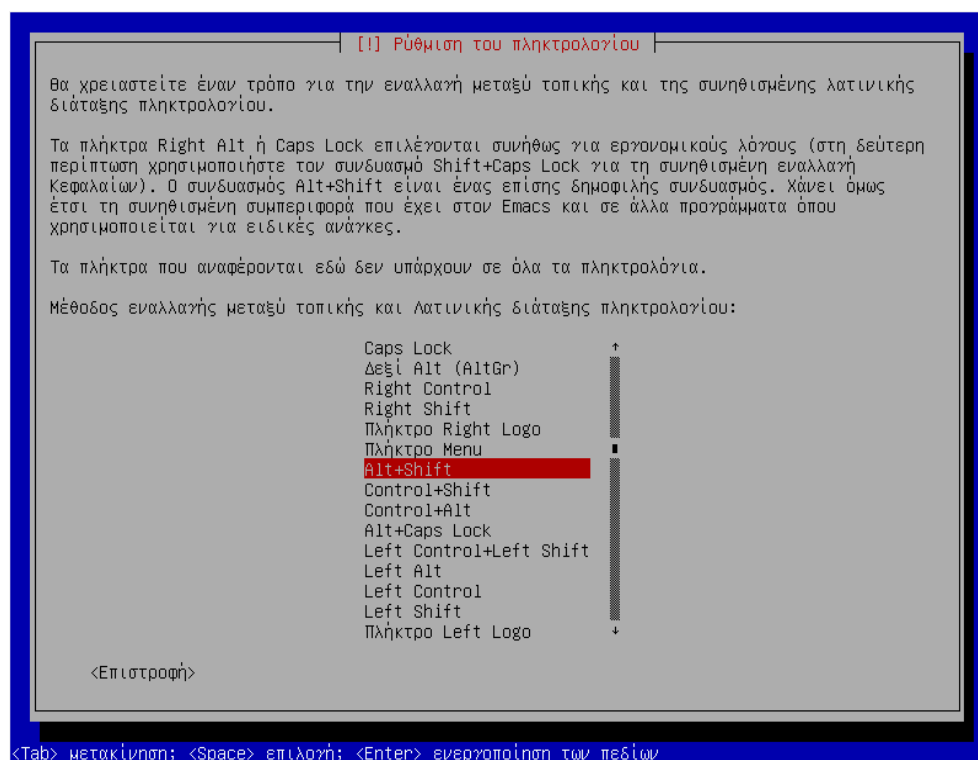 [!] Ρύθμιση του πληκτρολογίου
Θα χρειαστείτε έναν τρόπο για την εναλλαγή μεταξύ τοπικής και της συνηθισμένης λατινικής
διάταξης πληκτρολογίου.
Τα πλήκτρα Right Alt ή Caps Lock επιλέγονται συνήθως για εργονομικούς λόγους (στη δεύτερη
περίπτωση χρησιμοποιήστε τον συνδυασμό Shift+Caps Lock για τη συνηθισμένη εναλλαγή
Κεφαλαίων). Ο συνδυασμός Alt+Shift είναι ένας επίσης δημοφιλής συνδυασμός. Χάνει όμως
έτσι τη συνηθισμένη συμπεριφορά που έχει στον Emacs και σε άλλα προγράμματα όπου
χρησιμοποιείται για ειδικές ανάγκες.
Τα πλήκτρα που αναφέρονται εδώ δεν υπάρχουν σε όλα τα πληκτρολόγια.
Μέθοδος εναλλαγής μεταξύ τοπικής και Λατινικής διάταξης πληκτρολογίου:
Caps Lock
Δεξί Alt (AltGr)
Right Control
Right Shift
Πλήκτρο Right Logo
Πλήκτρο Menu
Alt+Shift
Control+Shift
Control+Alt
Alt+Caps Lock
Left Control+Left Shift
Left Alt
Left Control
Left Shift
Πλήκτρο Left Logo
<Επιστροφή>
<Tab> μετακίνηση; <Space> επιλογή; <Enter> ενεργοποίηση των πεδίων